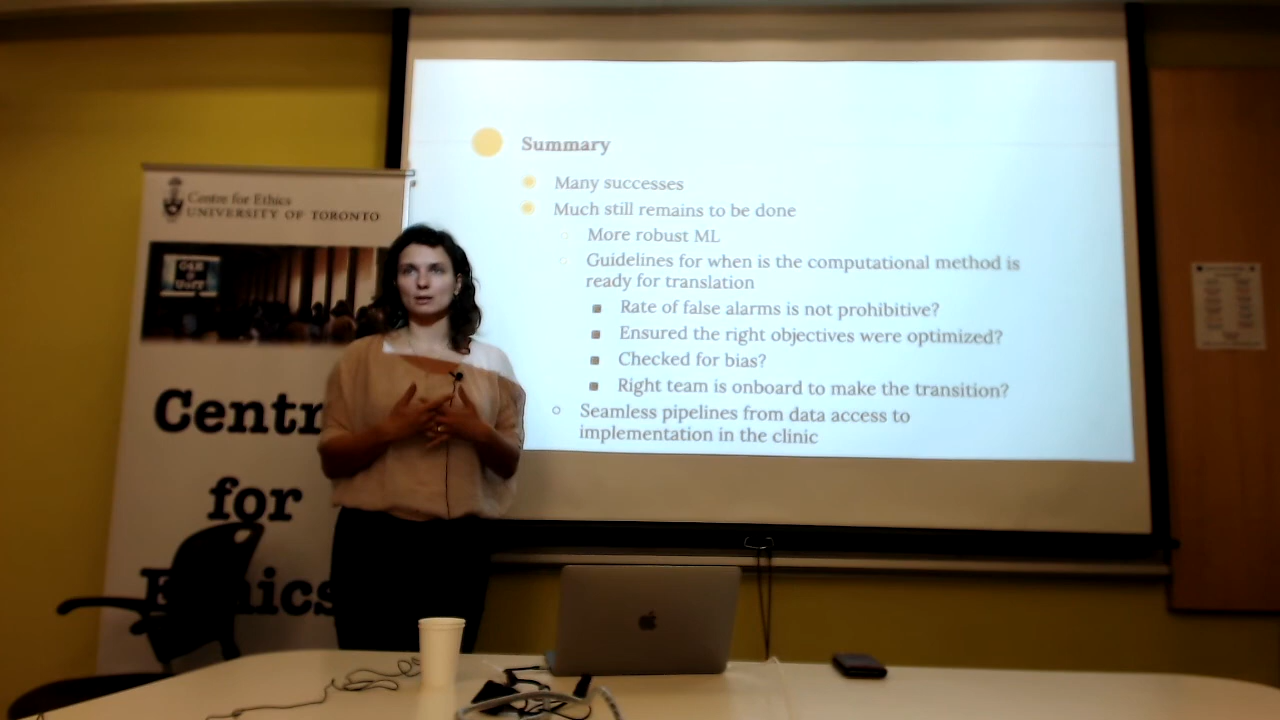 Centre for Ethics
UNIVERSITY OF TORONTO
Centr
for
Ethics
Summary
Many successes
Much still remains to be done
More robust ML
Guidelines for when is the computational method is
ready for translation
Rate of false alarms is not prohibitive?
Ensured the right objectives were optimized?
Checked for bias?
Right team is onboard to make the transition?
Seamless pipelines from data access to
implementation in the clinic